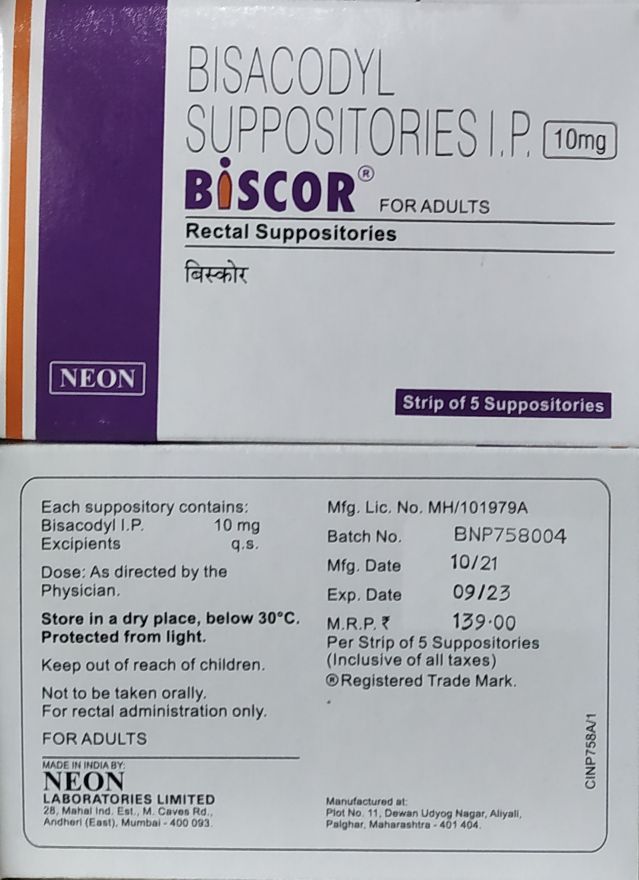 BISACODYL
SUPPOSITORIES I.P. 10mg
BiSCOR® FOR ADULTS
Rectal Suppositories
बिस्कोर
NEON
Strip of 5 Suppositories
Each suppository contains:
Bisacodyl I.P. 10 mg
Excipients q.s.
Dose: As directed by the
Physician.
Store in a dry place, below 30°C.
Protected from light.
Keep out of reach of children.
Not to be taken orally.
For rectal administration only.
FOR ADULTS
MADE IN INDIA BY:
NEON
LABORATORIES LIMITED
28, Mahal Ind. Est., M. Caves Rd.,
Andheri (East), Mumbai - 400 093.
Mfg. Lic. No. MH/101979A
Batch No. BNP758004
Mfg. Date 10/21
Exp. Date 09/23
M.R.P. ₹ 139.00
Per Strip of 5 Suppositories
(Inclusive of all taxes)
®Registered Trade Mark.
Manufactured at:
Plot No. 11, Dewan Udyog Nagar, Aliyali,
Palghar, Maharashtra - 401 404.
CINP758A/1